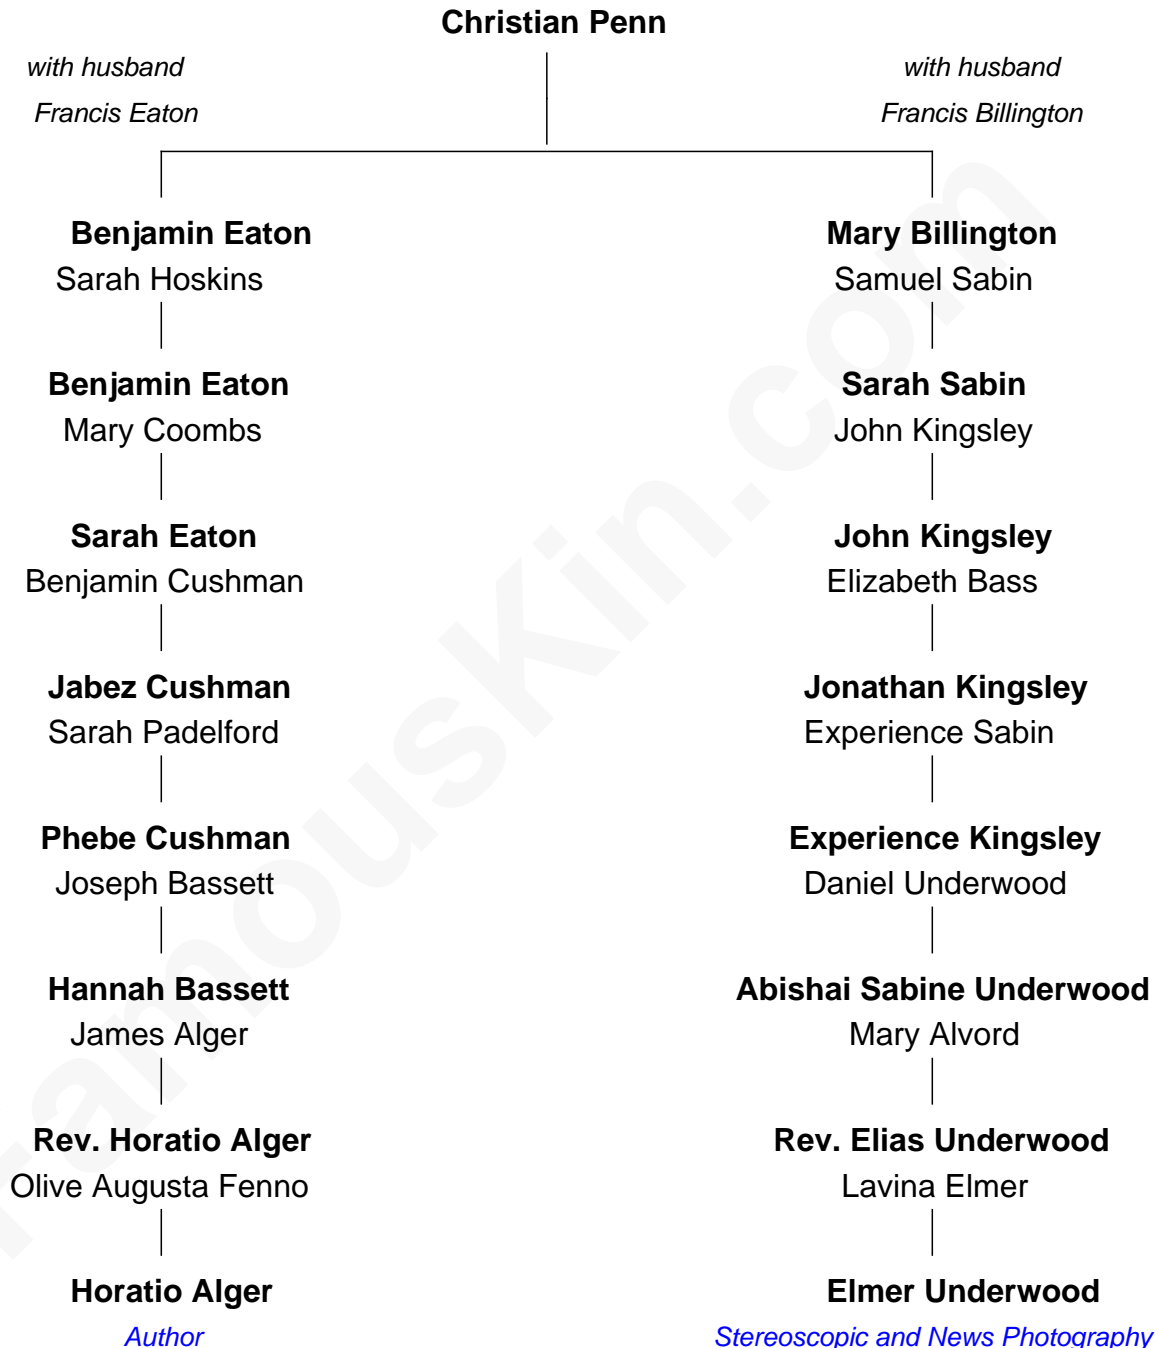 Christian Penn
with husband
Francis Eaton
with husband
Francis Billington
Benjamin Eaton
Sarah Hoskins
Mary Billington
Samuel Sabin
Benjamin Eaton
Mary Coombs
Sarah Sabin
John Kingsley
Sarah Eaton
Benjamin Cushman
John Kingsley
Elizabeth Bass
Jabez Cushman
Sarah Padelford
Jonathan Kingsley
Experience Sabin
Phebe Cushman
Joseph Bassett
Experience Kingsley
Daniel Underwood
Hannah Bassett
James Alger
Abishai Sabine Underwood
Mary Alvord
Rev. Horatio Alger
Olive Augusta Fenno
Rev. Elias Underwood
Lavina Elmer
Horatio Alger
Author
Elmer Underwood
Stereoscopic and News Photography
FamousKin.com